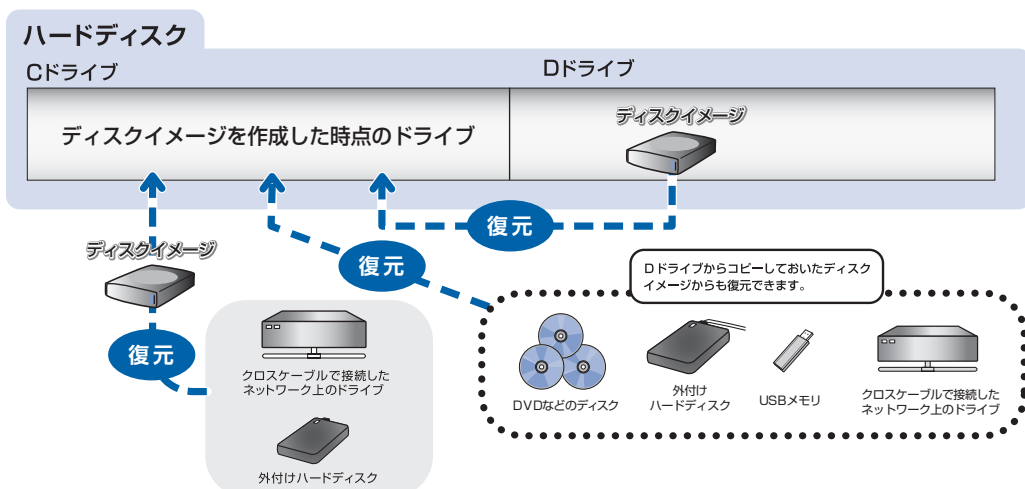 ハードディスク
Cドライブ
Dドライブ
ディスクイメージを作成した時点のドライブ
ディスクイメージ
復元
ディスクイメージ
復元
Dドライブからコピーしておいたディスク
イメージからも復元できます。
復元
クロスケーブルで接続した
ネットワーク上のドライブ
外付けハードディスク
DVDなどのディスク
外付け
ハードディスク
USBメモリ
クロスケーブルで接続した
ネットワーク上のドライブ